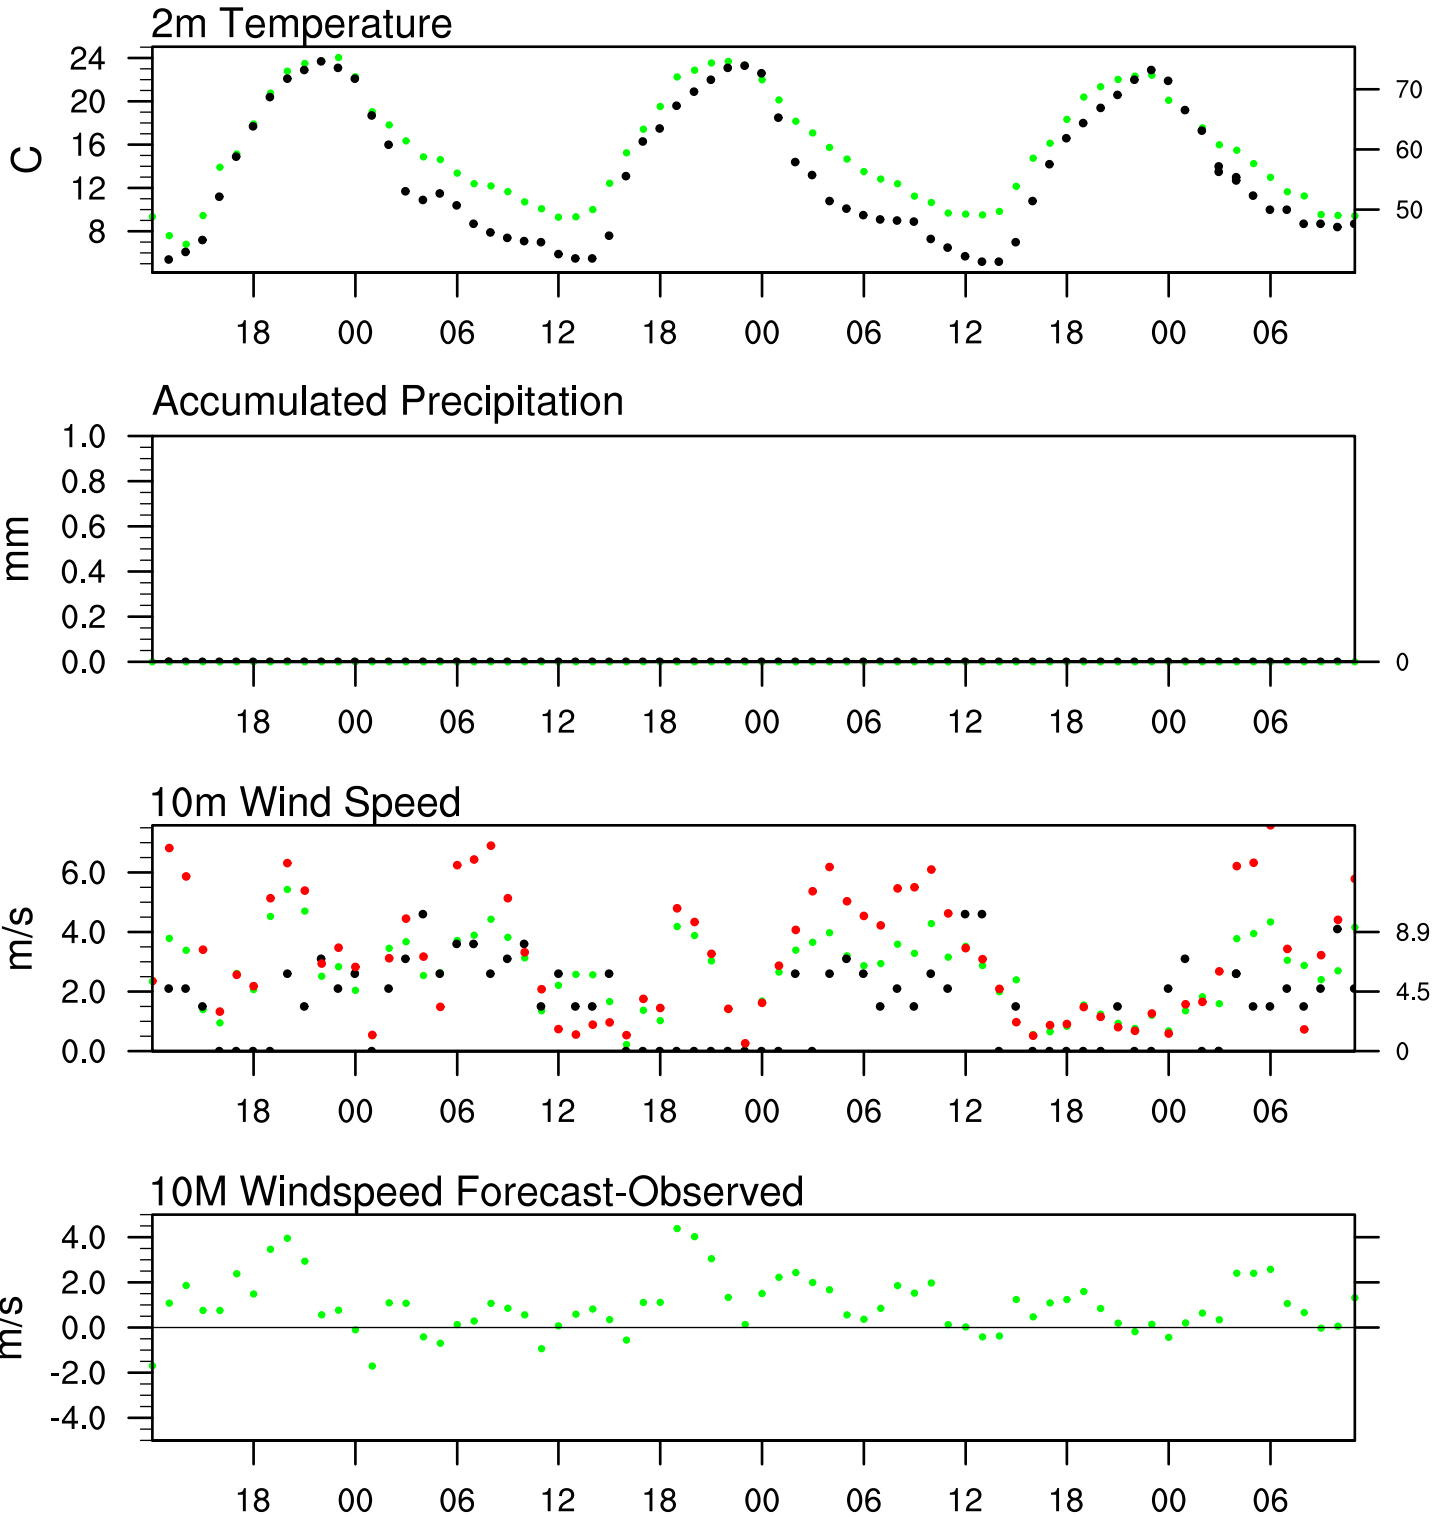 2m Temperature
24
20
16
12
8
C
70
60
50
18 00 06 12 18 00 06 12 18 00 06
Accumulated Precipitation
1.0
0.8
0.6
0.4
0.2
0.0
mm
0
18 00 06 12 18 00 06 12 18 00 06
10m Wind Speed
6.0
4.0
2.0
0.0
m/s
8.9
4.5
0
18 00 06 12 18 00 06 12 18 00 06
10M Windspeed Forecast-Observed
4.0
2.0
0.0
-2.0
-4.0
m/s
18 00 06 12 18 00 06 12 18 00 06